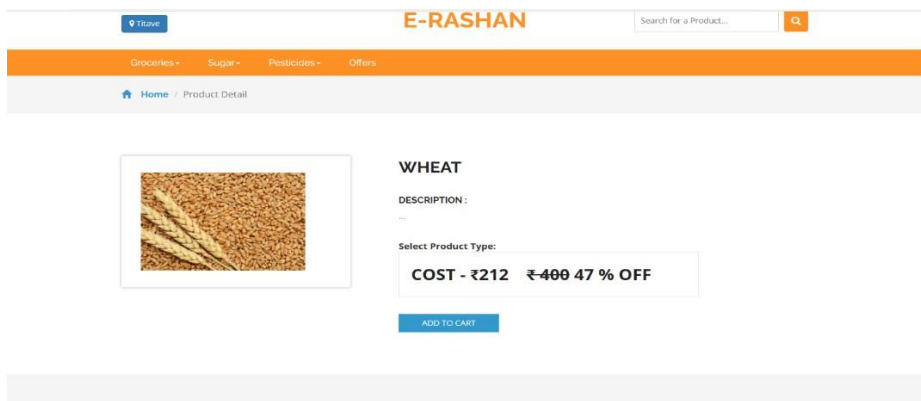 Titave
E-RASHAN
Search for a Product...
Groceries Sugar Pesticides Offers
Home / Product Detail
WHEAT
DESCRIPTION :
...
Select Product Type:
COST - ₹212 ₹ 400 47 % OFF
ADD TO CART